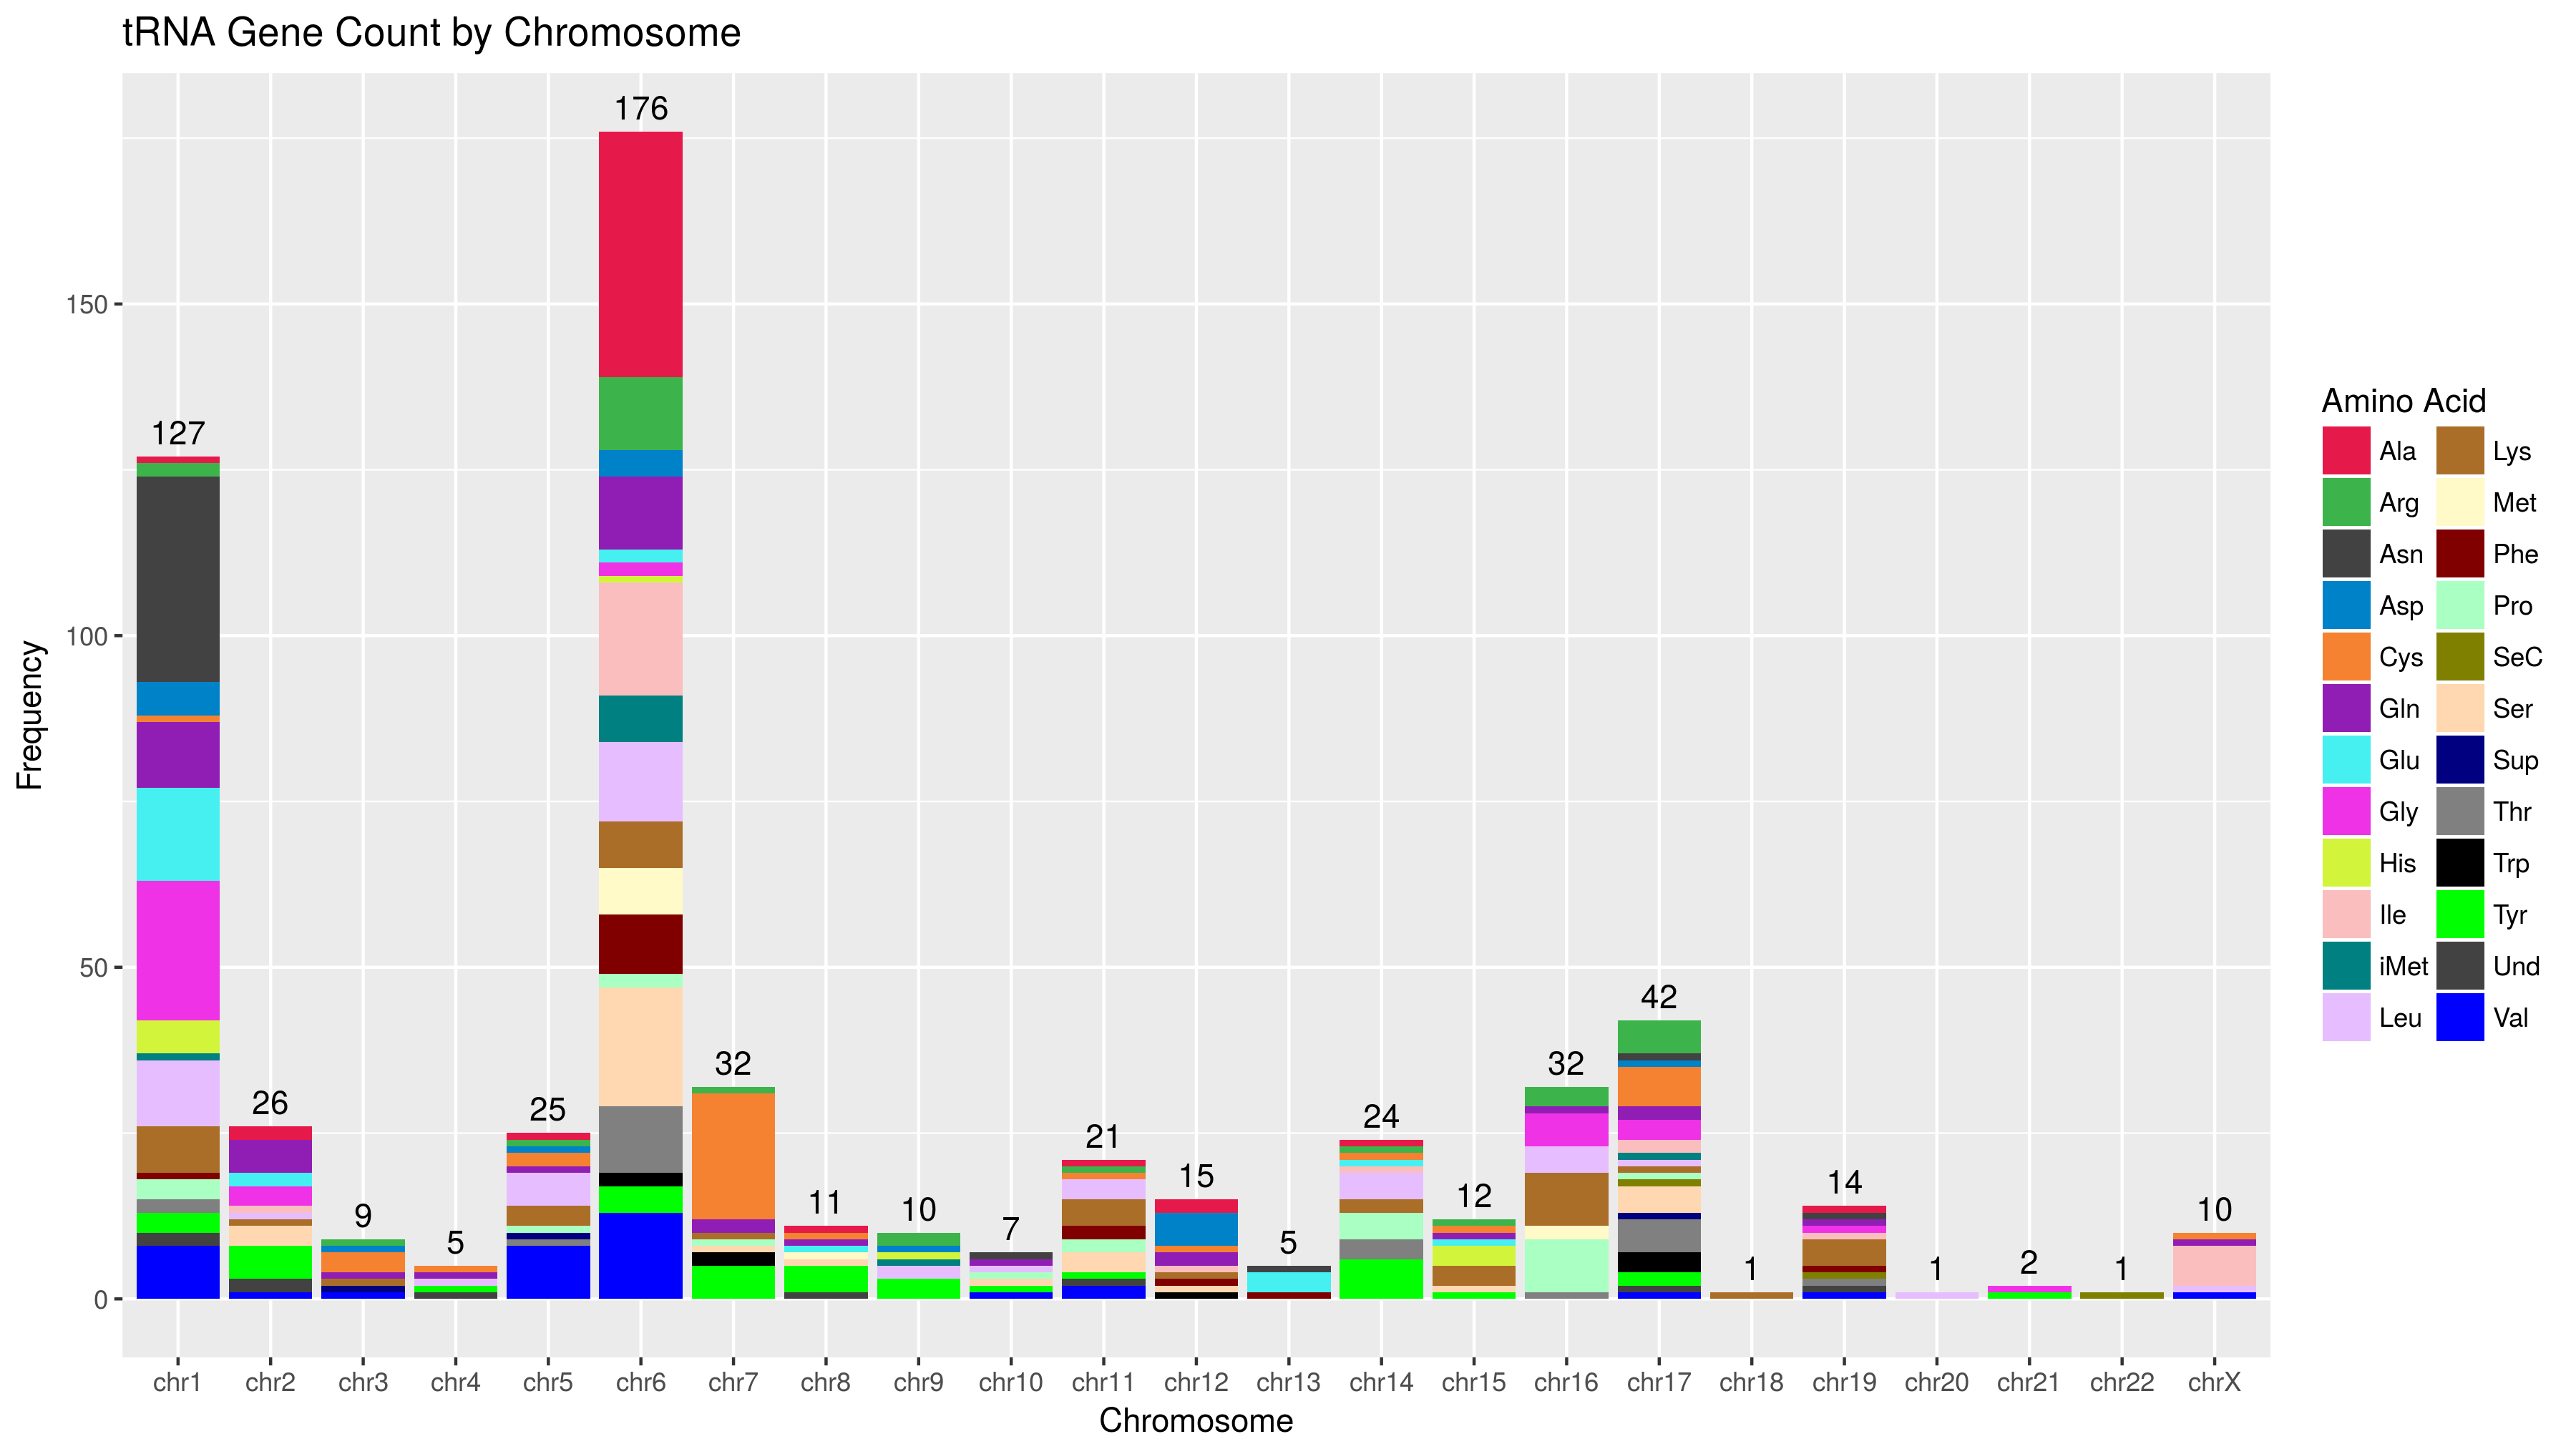 tRNA Gene Count by Chromosome
176
127
42
32
32
26
25
24
21
15
14
12
11
10
10
9
7
5
5
2
1
1
1
150
100
50
0
Frequency
chr1 chr2 chr3 chr4 chr5 chr6 chr7 chr8 chr9 chr10 chr11 chr12 chr13 chr14 chr15 chr16 chr17 chr18 chr19 chr20 chr21 chr22 chrX
Chromosome
Amino Acid
Ala Lys
Arg Met
Asn Phe
Asp Pro
Cys SeC
Gln Ser
Glu Sup
Gly Thr
His Trp
Ile Tyr
iMet Und
Leu Val